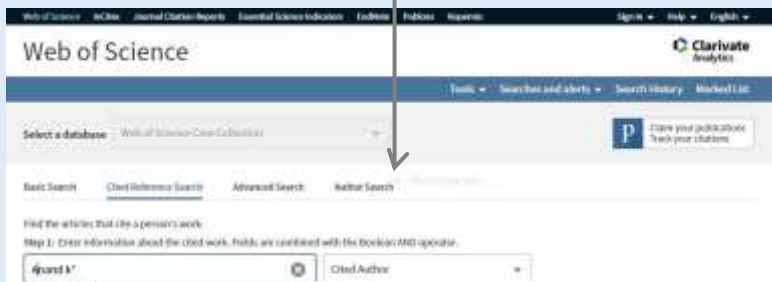 Web of Science InCites Journal Citation Reports Essential Science Indicators EndNote Publons Kopernio Sign In Help English
Web of Science
Clarivate
Analytics
Tools Searches and alerts Search History Marked List
Select a database Web of Science Core Collection
P Claim your publications
Track your citations
Basic Search Cited Reference Search Advanced Search Author Search
Find the articles that cite a person's work.
Step 1: Enter information about the cited work. Fields are combined with the Boolean AND operator.
Anand k* Cited Author